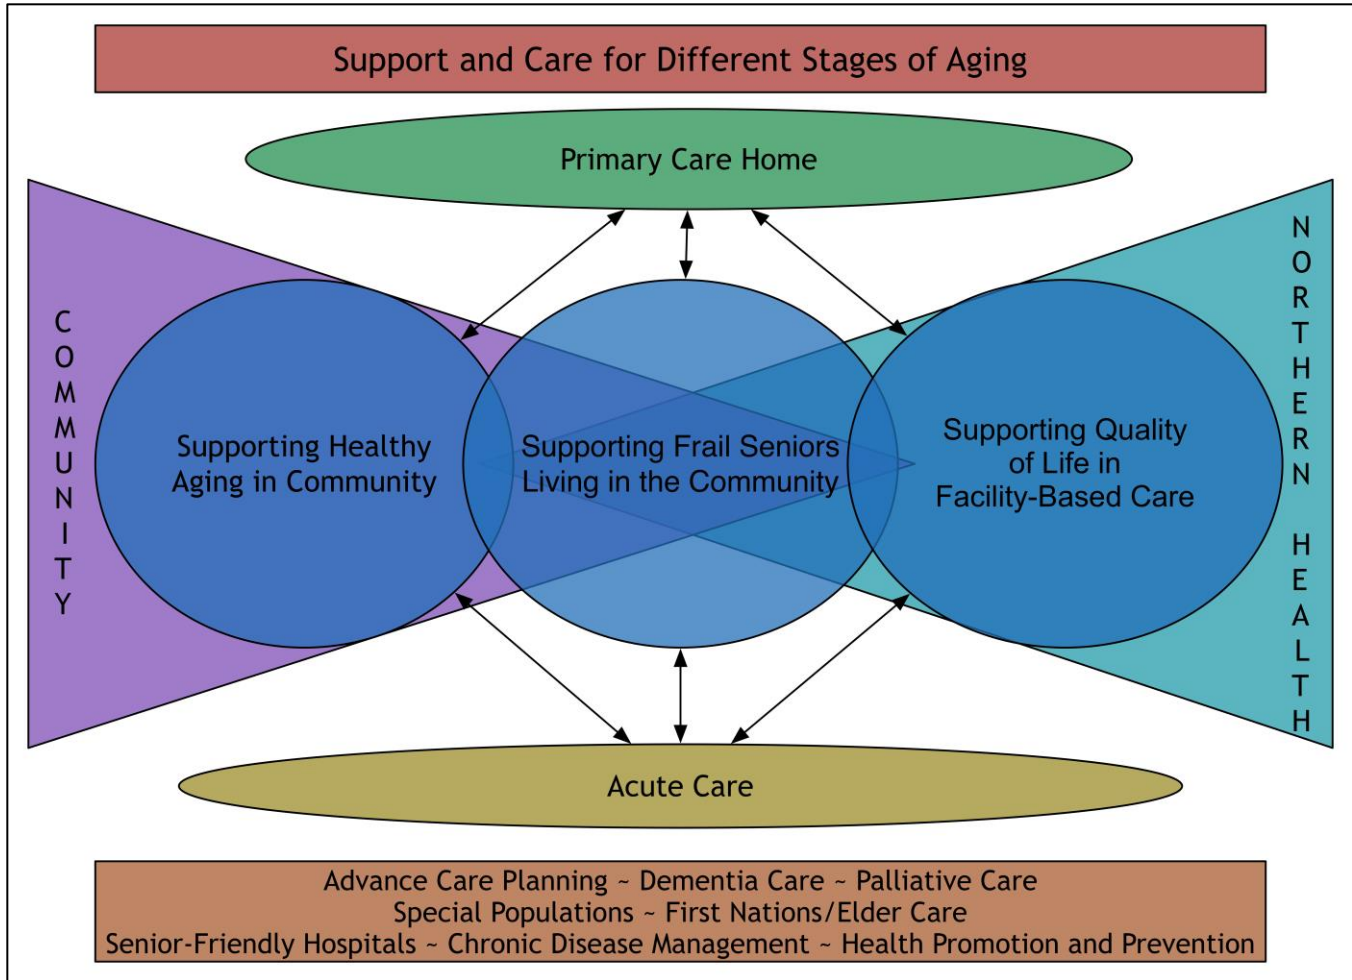 Support and Care for Different Stages of Aging
Primary Care Home
COMMUNITY
Supporting Healthy
Aging in Community
Supporting Frail Seniors
Living in the Community
Supporting Quality
of Life in
Facility-Based Care
NORTHERN HEALTH
Acute Care
Advance Care Planning ~ Dementia Care ~ Palliative Care
Special Populations ~ First Nations/Elder Care
Senior-Friendly Hospitals ~ Chronic Disease Management ~ Health Promotion and Prevention